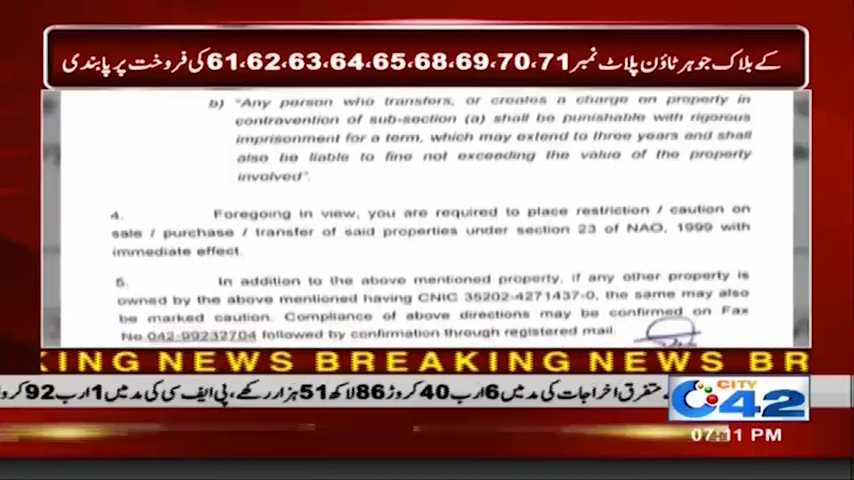 کے بلاک جوہر ٹاؤن پلاٹ نمبر 61،62،63،64،65،68،69،70،71 کی فروخت پر پابندی
b) "Any person who transfers, or creates a charge on property in
contravention of sub-section (a) shall be punishable with rigorous
imprisonment for a term, which may extend to three years and shall
also be liable to fine not exceeding the value of the property
involved".
4. Foregoing in view, you are required to place restriction / caution on
sale / purchase / transfer of said properties under section 23 of NAO, 1999 with
immediate effect.
5. In addition to the above mentioned property, if any other property is
owned by the above mentioned having CNIC 35202-4271437-0, the same may also
be marked caution. Compliance of above directions may be confirmed on Fax
No.042-99232704 followed by confirmation through registered mail.
KING NEWS BREAKING NEWS BREAKING NEWS BR
متفرق اخراجات کی مد میں 6 ارب 40 کروڑ 86 لاکھ 51 ہزار رکھے، پی ایف سی کی مد میں 1 ارب 92 کرو
CITY
42
PM